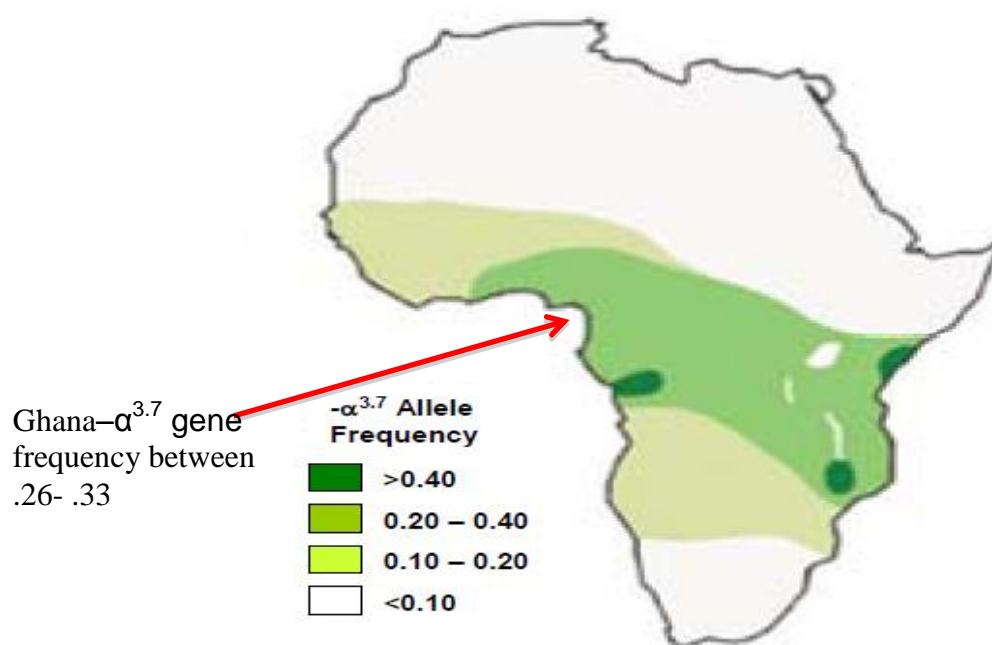 Ghana–α3.7 gene
frequency between
.26- .33
-α3.7 Allele
Frequency
>0.40
0.20 – 0.40
0.10 – 0.20
<0.10